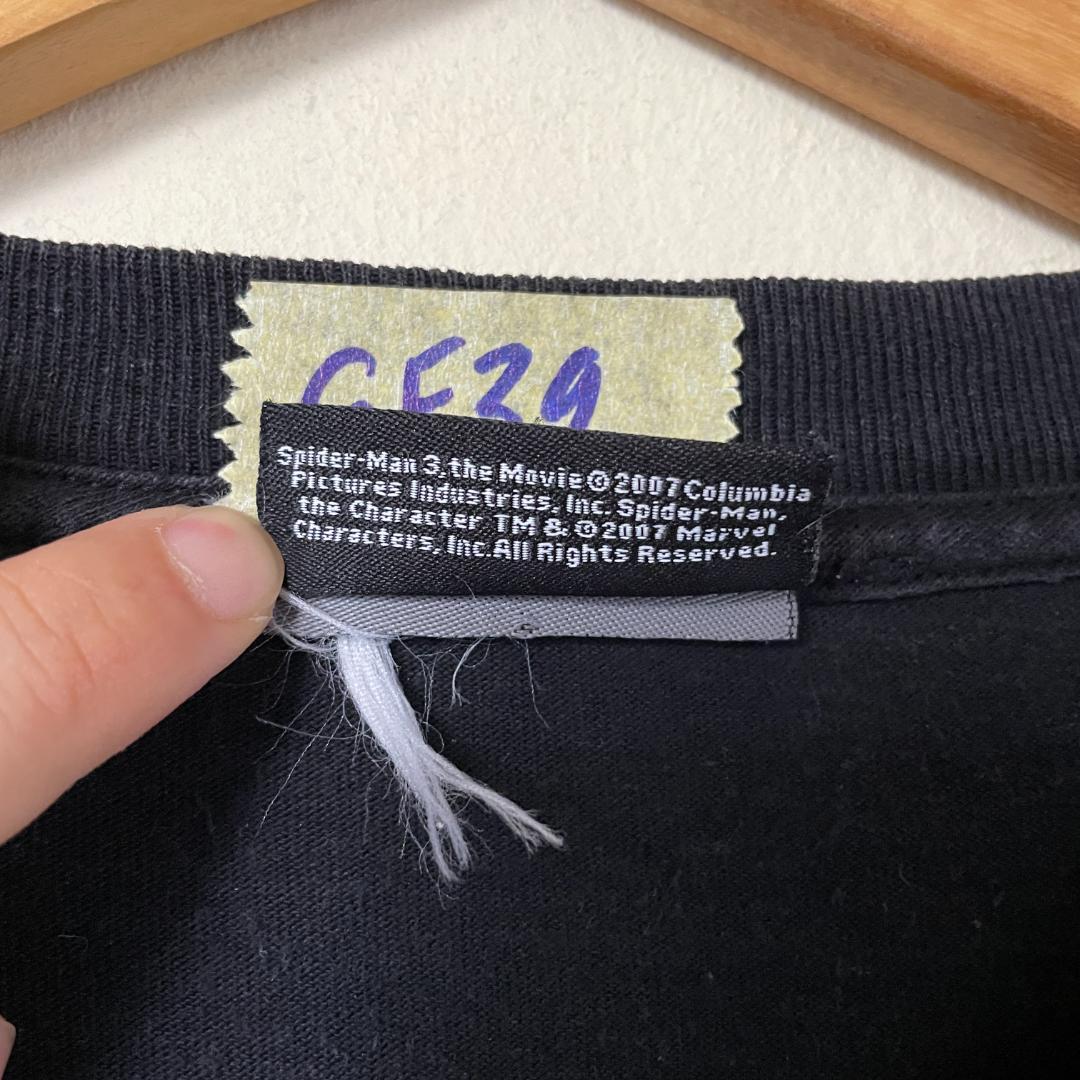 GE39
Spider-Man 3, the Movie © 2007 Columbia
Pictures Industries, Inc. Spider-Man,
the Character TM & © 2007 Marvel
Characters, Inc. All Rights Reserved.